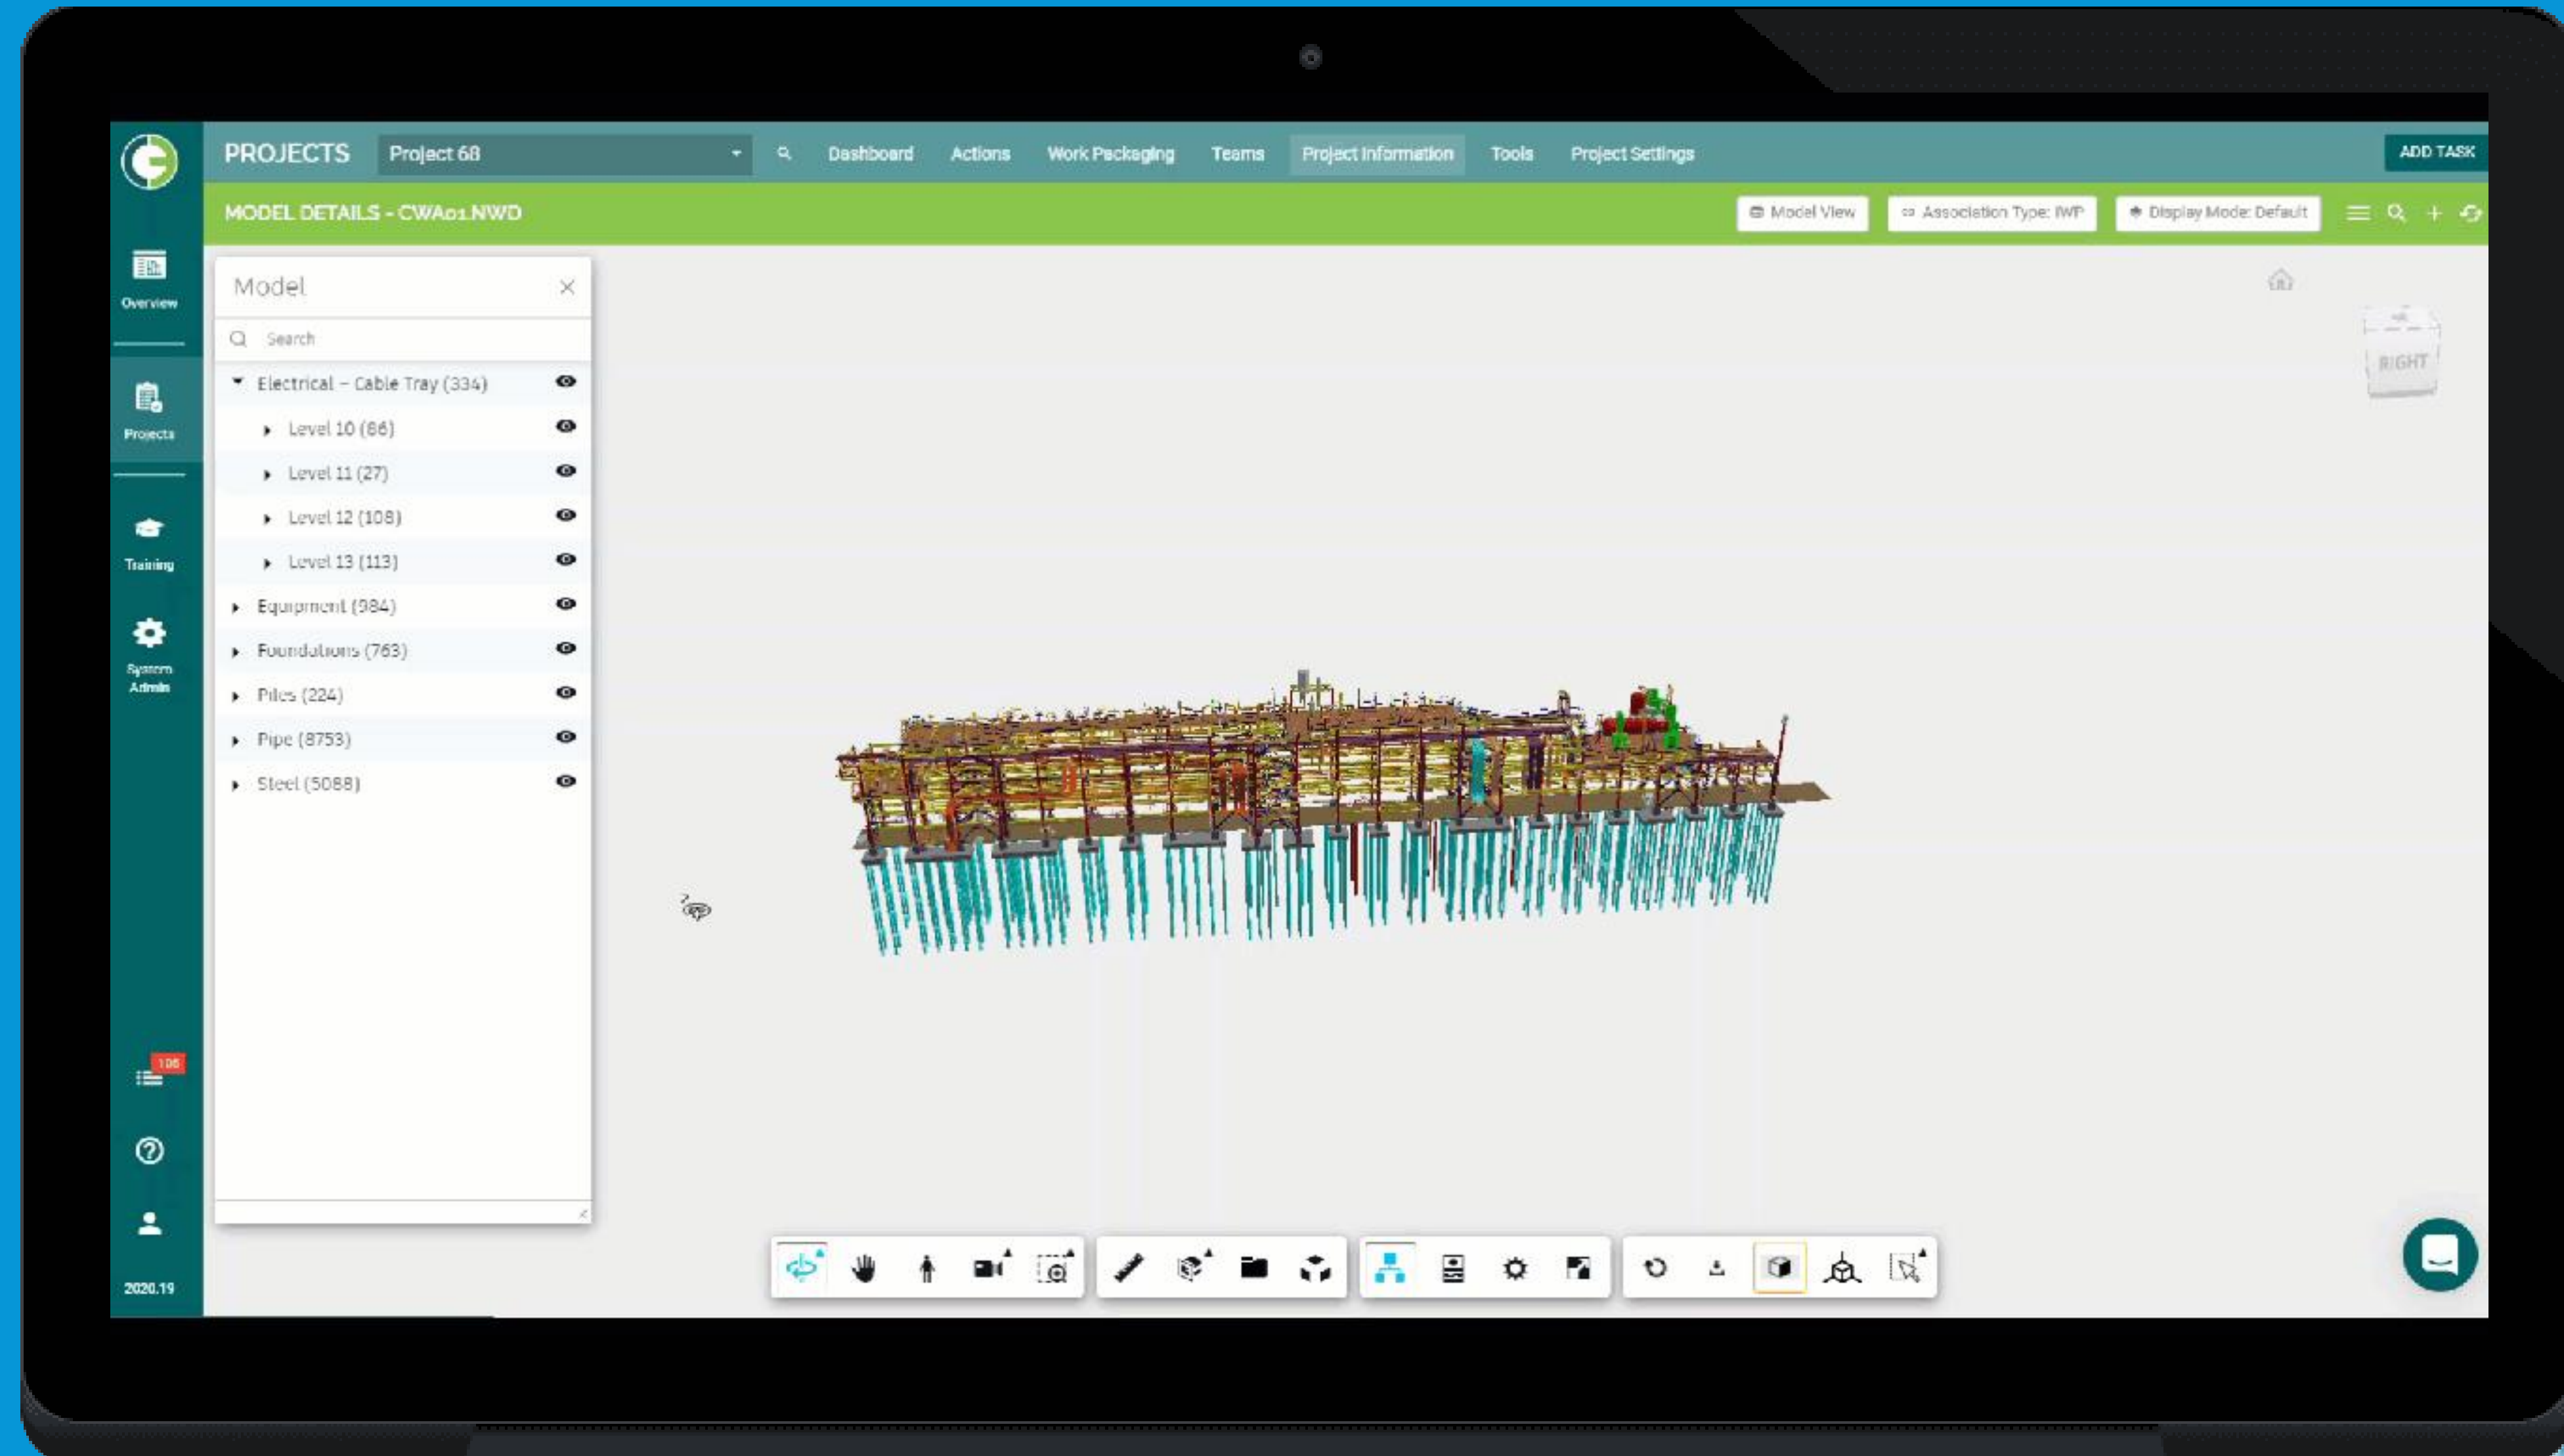 PROJECTS Project 68 Dashboard Actions Work Packaging Teams Project Information Tools Project Settings ADD TASK
MODEL DETAILS - CWA01.NWD Model View Association Type: IWP Display Mode: Default
Overview
Projects
Training
System
Admin
106
2020.19
Model
Search
Electrical – Cable Tray (334)
Level 10 (86)
Level 11 (27)
Level 12 (108)
Level 13 (113)
Equipment (984)
Foundations (763)
Piles (224)
Pipe (8753)
Steel (5088)
RIGHT